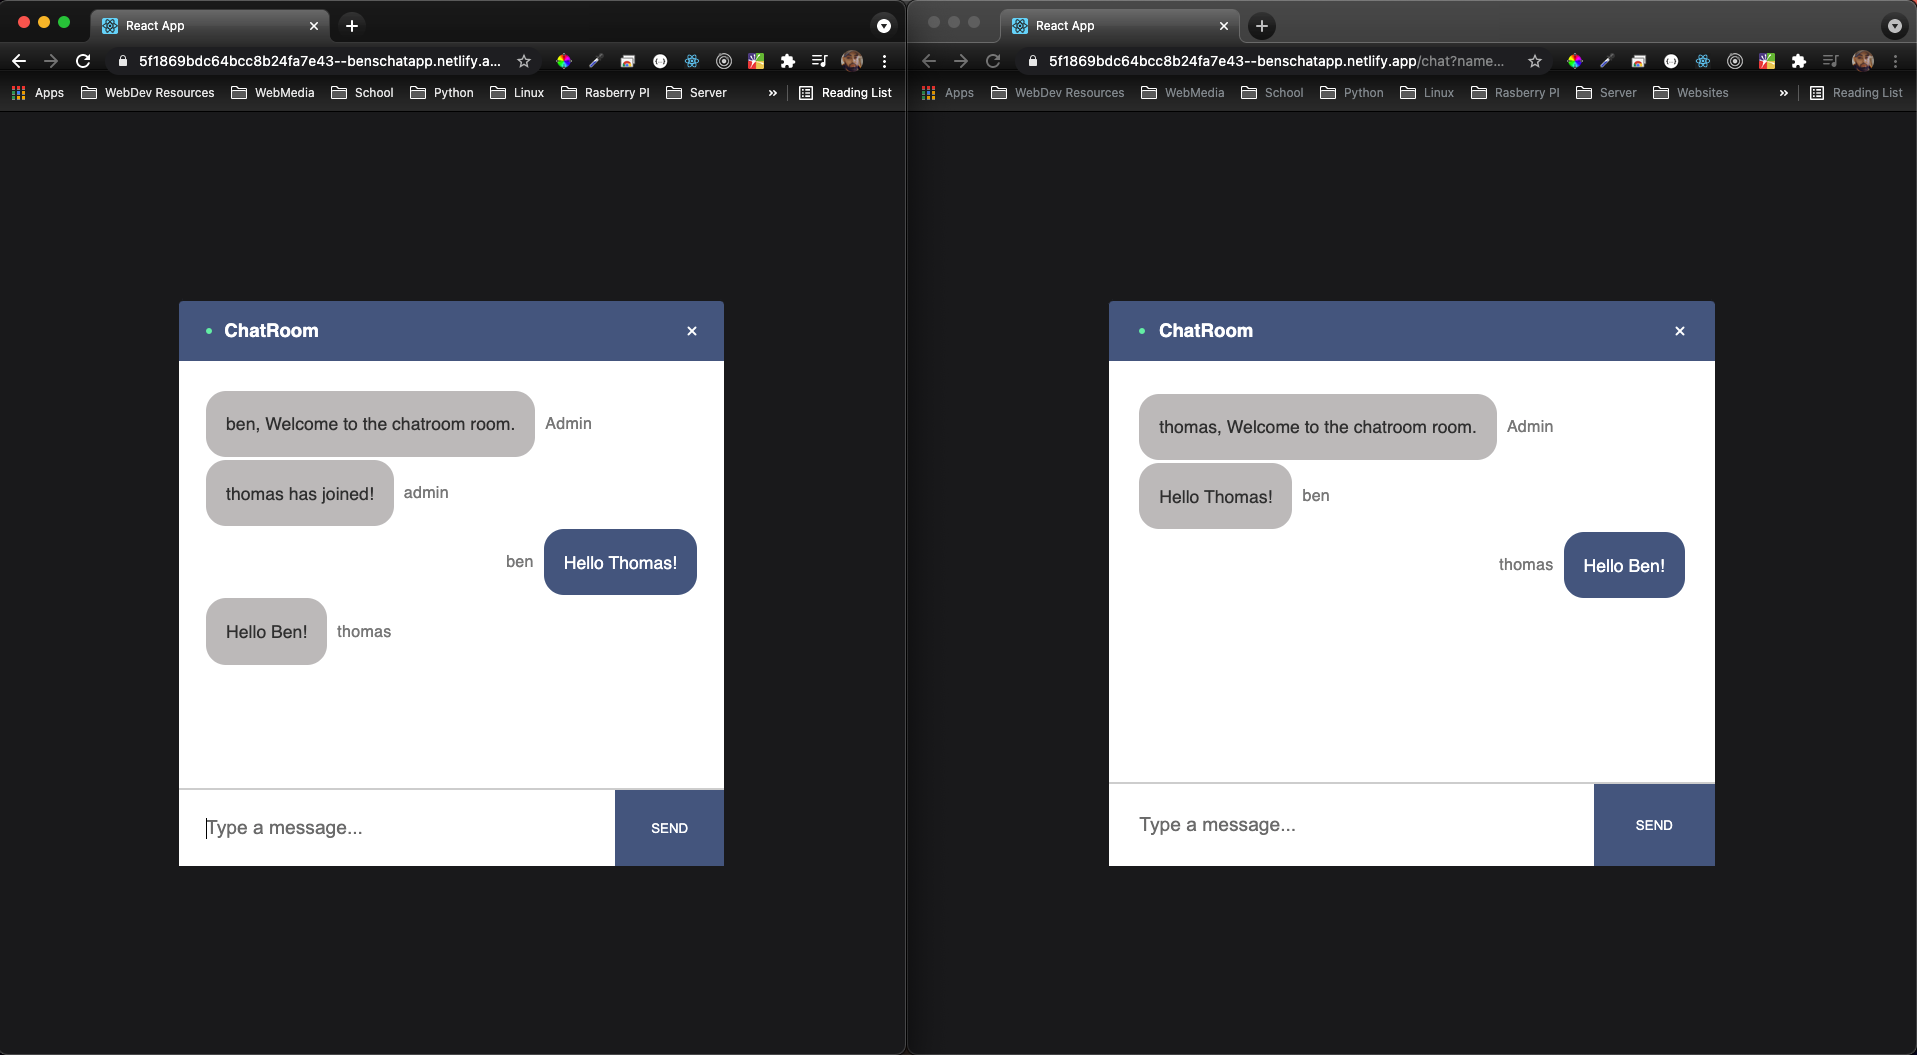 React App
5f1869bdc64bcc8b24fa7e43--benschatapp.netlify.a...
Apps WebDev Resources WebMedia School Python Linux Rasberry PI Server » Reading List
ChatRoom ×
ben, Welcome to the chatroom room. Admin
thomas has joined! admin
ben Hello Thomas!
Hello Ben! thomas
Type a message... SEND
React App
5f1869bdc64bcc8b24fa7e43--benschatapp.netlify.app/chat?name...
Apps WebDev Resources WebMedia School Python Linux Rasberry PI Server Websites » Reading List
ChatRoom ×
thomas, Welcome to the chatroom room. Admin
Hello Thomas! ben
thomas Hello Ben!
Type a message... SEND